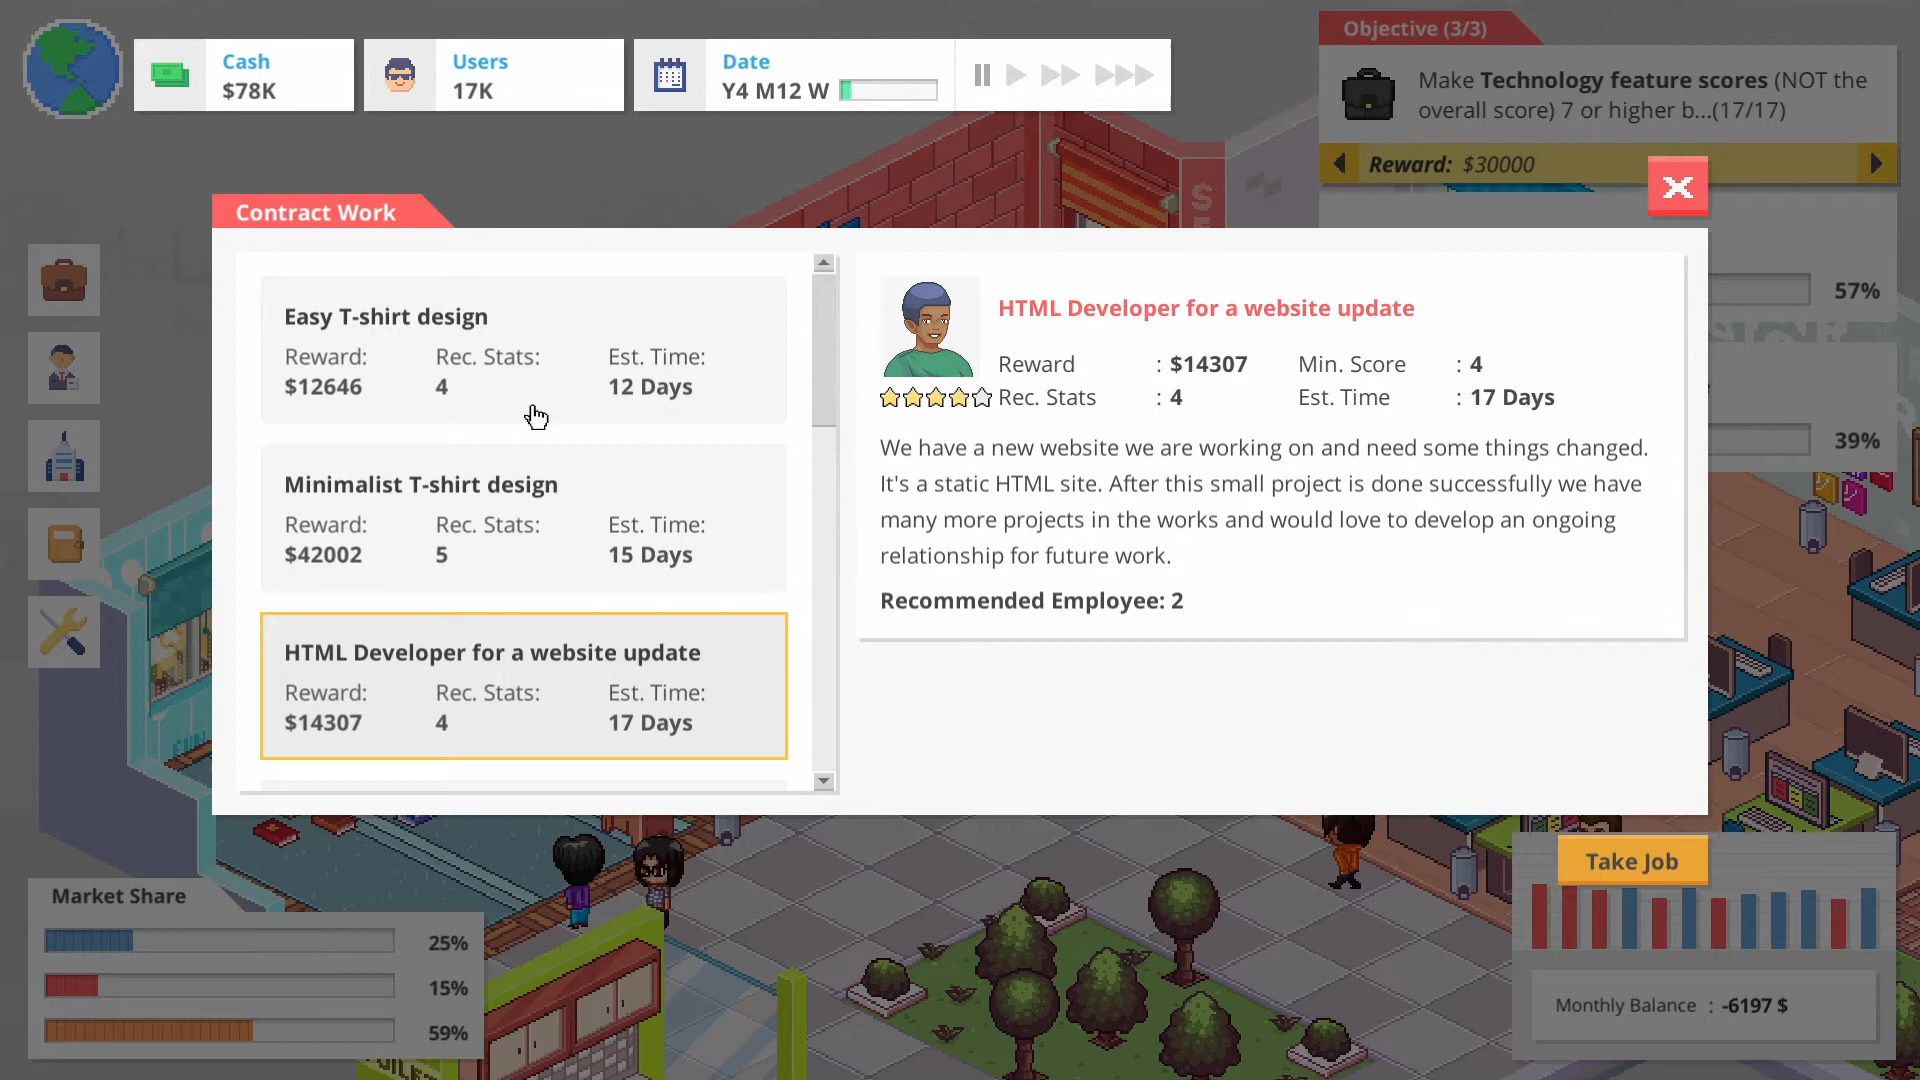 Cash
$78K
Users
17K
Date
Y4 M12 W
Objective (3/3)
Make Technology feature scores (NOT the
overall score) 7 or higher b...(17/17)
Reward: $30000
57%
39%
Contract Work
Easy T-shirt design
Reward: Rec. Stats: Est. Time:
$12646 4 12 Days
Minimalist T-shirt design
Reward: Rec. Stats: Est. Time:
$42002 5 15 Days
HTML Developer for a website update
Reward: Rec. Stats: Est. Time:
$14307 4 17 Days
HTML Developer for a website update
Reward : $14307 Min. Score : 4
Rec. Stats : 4 Est. Time : 17 Days
We have a new website we are working on and need some things changed.
It's a static HTML site. After this small project is done successfully we have
many more projects in the works and would love to develop an ongoing
relationship for future work.
Recommended Employee: 2
Take Job
Market Share
25%
15%
59%
Monthly Balance : -6197 $